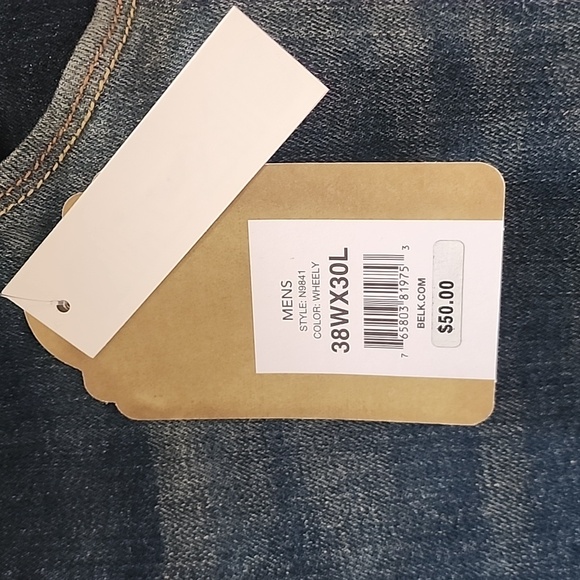 MENS
STYLE: N9841
COLOR: WHEELY
38WX30L
7 65803 81975 3
BELK.COM
$50.00